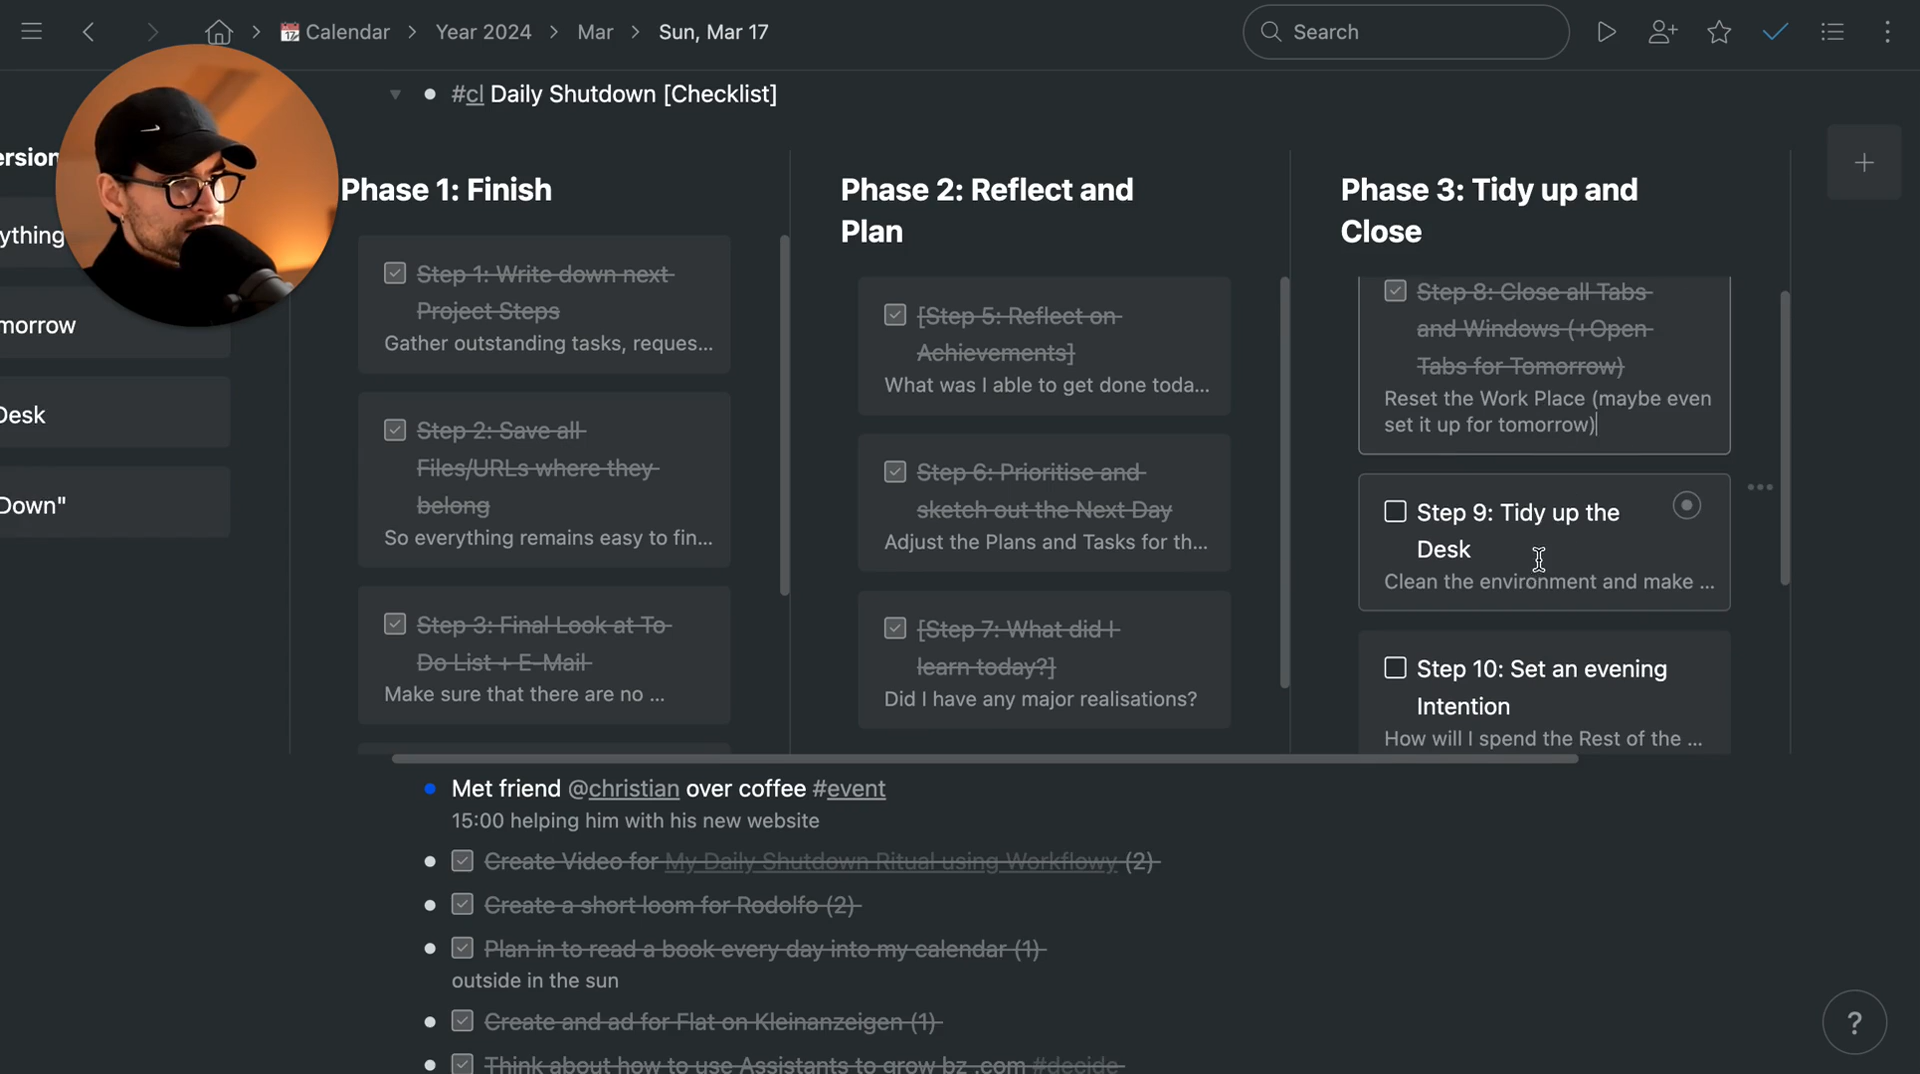 Calendar > Year 2024 > Mar > Sun, Mar 17
Search
#cl Daily Shutdown [Checklist]
ersion
ything
morrow
Desk
Down"
Phase 1: Finish
Step 1: Write down next
Project Steps
Gather outstanding tasks, reques...
Step 2: Save all
Files/URLs where they
belong
So everything remains easy to fin...
Step 3: Final Look at To
Do List + E-Mail
Make sure that there are no ...
Phase 2: Reflect and
Plan
[Step 5: Reflect on
Achievements]
What was I able to get done toda...
Step 6: Prioritise and
sketch out the Next Day
Adjust the Plans and Tasks for th...
[Step 7: What did I
learn today?]
Did I have any major realisations?
Phase 3: Tidy up and
Close
Step 8: Close all Tabs
and Windows (+Open
Tabs for Tomorrow)
Reset the Work Place (maybe even
set it up for tomorrow)
Step 9: Tidy up the
Desk
Clean the environment and make ...
Step 10: Set an evening
Intention
How will I spend the Rest of the ...
Met friend @christian over coffee #event
15:00 helping him with his new website
Create Video for My Daily Shutdown Ritual using Workflowy (2)
Create a short loom for Rodolfo (2)
Plan in to read a book every day into my calendar (1)
outside in the sun
Create and ad for Flat on Kleinanzeigen (1)
Think about how to use Assistants to grow bz .com #decide
?